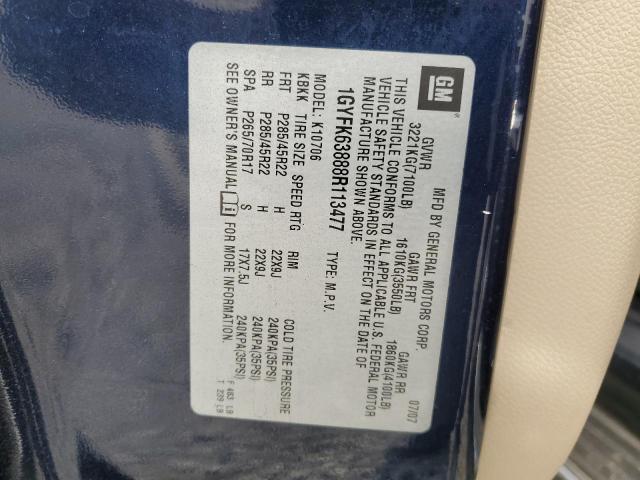 GM
MFD BY GENERAL MOTORS CORP. 07/07
GVWR GAWR FRT GAWR RR
3221KG(7100LB) 1610KG(3550LB) 1860KG(4100LB)
THIS VEHICLE CONFORMS TO ALL APPLICABLE U.S. FEDERAL MOTOR
VEHICLE SAFETY STANDARDS IN EFFECT ON THE DATE OF
MANUFACTURE SHOWN ABOVE.
1GYFK63888R113477 TYPE: M.P.V.
MODEL: K10706
KBKK TIRE SIZE SPEED RTG RIM COLD TIRE PRESSURE
FRT P285/45R22 H 22X9J 240KPA(35PSI)
RR P285/45R22 H 22X9J 240KPA(35PSI)
SPA P265/70R17 S 17X7.5J 240KPA(35PSI)
SEE OWNER'S MANUAL i FOR MORE INFORMATION.
F 463 LB
T 229 LB